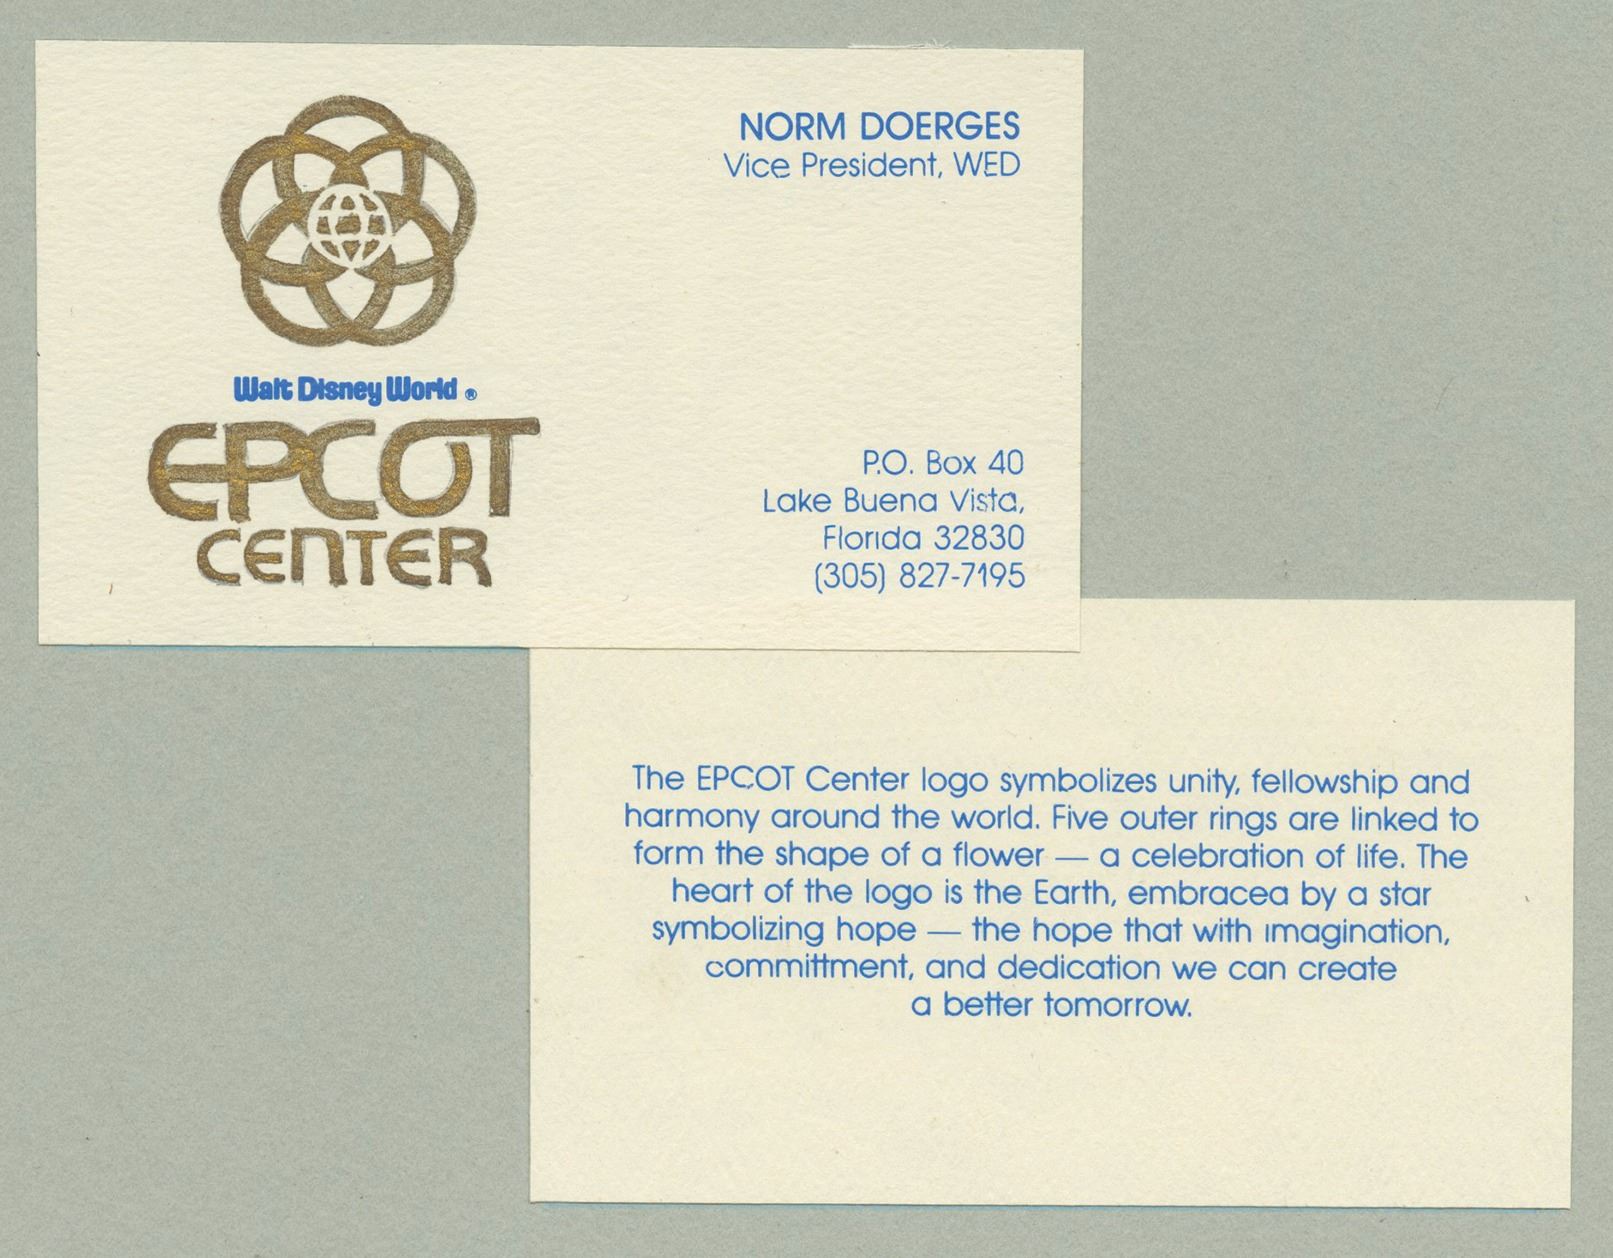 NORM DOERGES
Vice President, WED
Walt Disney World ®
EPCOT
CENTER
P.O. Box 40
Lake Buena Vista,
Florida 32830
(305) 827-7195
The EPCOT Center logo symbolizes unity, fellowship and
harmony around the world. Five outer rings are linked to
form the shape of a flower — a celebration of life. The
heart of the logo is the Earth, embraced by a star
symbolizing hope — the hope that with imagination,
committment, and dedication we can create
a better tomorrow.